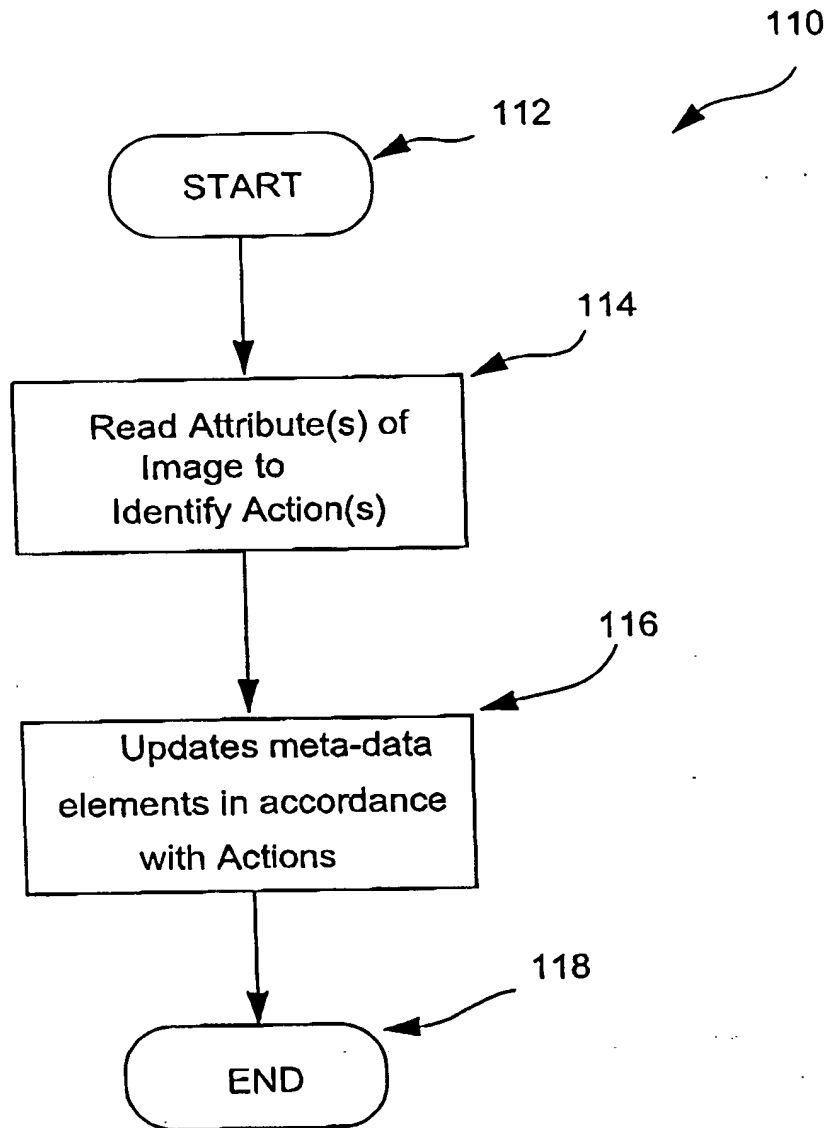 110
112
START
114
Read Attribute(s) of
Image to
Identify Action(s)
116
Updates meta-data
elements in accordance
with Actions
118
END